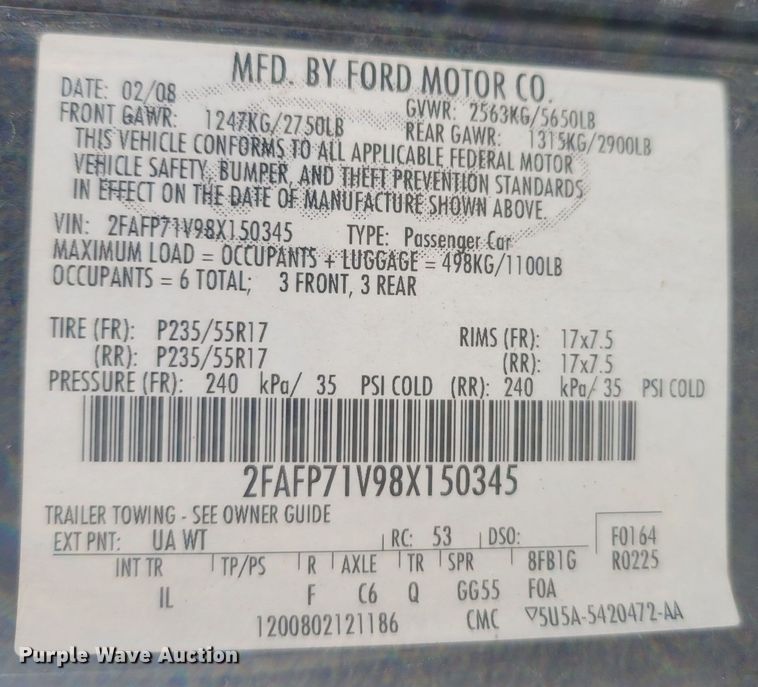 MFD. BY FORD MOTOR CO.
DATE: 02/08 GVWR: 2563KG/5650LB
FRONT GAWR: 1247KG/2750LB REAR GAWR: 1315KG/2900LB
THIS VEHICLE CONFORMS TO ALL APPLICABLE FEDERAL MOTOR
VEHICLE SAFETY, BUMPER, AND THEFT PREVENTION STANDARDS
IN EFFECT ON THE DATE OF MANUFACTURE SHOWN ABOVE.
VIN: 2FAFP71V98X150345 TYPE: Passenger Car
MAXIMUM LOAD = OCCUPANTS + LUGGAGE = 498KG/1100LB
OCCUPANTS = 6 TOTAL; 3 FRONT, 3 REAR
TIRE (FR): P235/55R17 RIMS (FR): 17x7.5
(RR): P235/55R17 (RR): 17x7.5
PRESSURE (FR): 240 kPa/ 35 PSI COLD (RR): 240 kPa/ 35 PSI COLD
2FAFP71V98X150345
TRAILER TOWING - SEE OWNER GUIDE
EXT PNT: UA WT RC: 53 DSO: F0164
INT TR TP/PS R AXLE TR SPR 8FB1G R0225
IL F C6 Q GG55 F0A
1200802121186 CMC ▽5U5A-5420472-AA
Purple Wave Auction